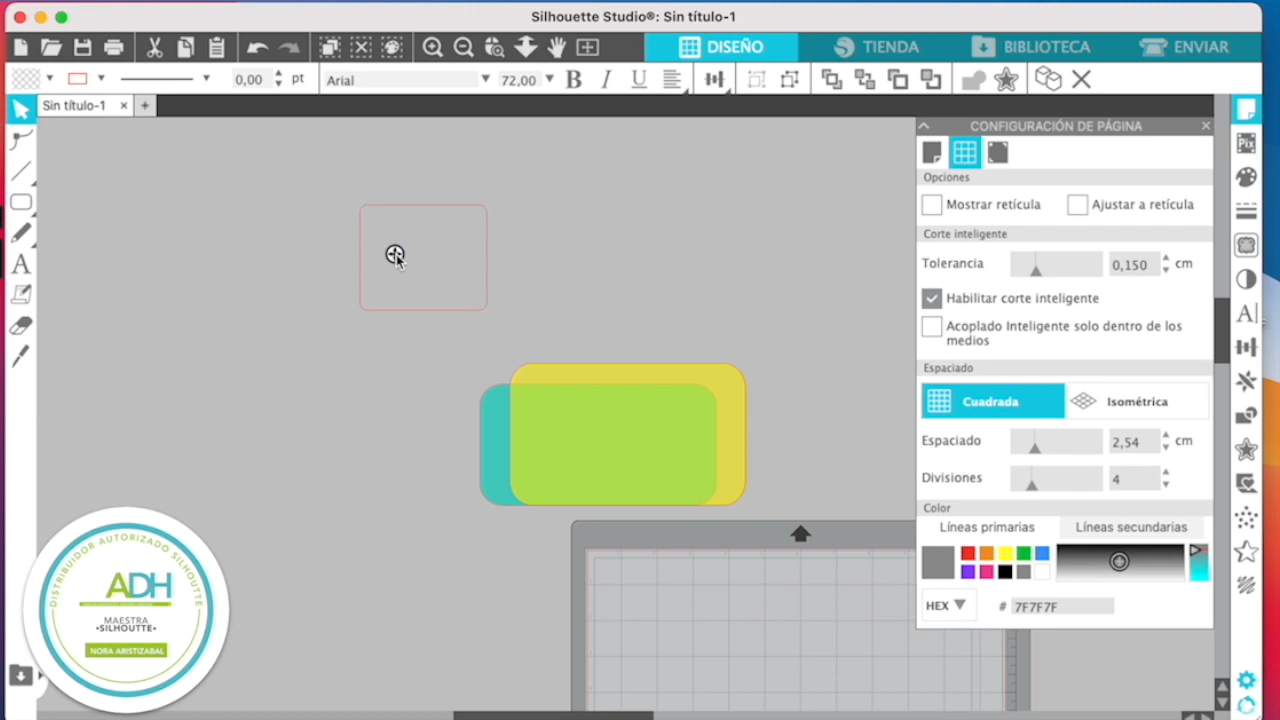 Silhouette Studio®: Sin título-1
DISEÑO
TIENDA
BIBLIOTECA
ENVIAR
0,00 pt
Arial
72,00
B I U
Sin título-1
CONFIGURACIÓN DE PÁGINA
Pix
Opciones
Mostrar retícula
Ajustar a retícula
Corte inteligente
Tolerancia 0,150 cm
Habilitar corte inteligente
Acoplado Inteligente solo dentro de los
medios
Espaciado
Cuadrada
Isométrica
Espaciado 2,54 cm
Divisiones 4
Color
Líneas primarias
Líneas secundarias
HEX # 7F7F7F
DISTRIBUIDOR AUTORIZADO SILHOUTTE
ADH
MAESTRA
•SILHOUTTE•
NORA ARISTIZABAL